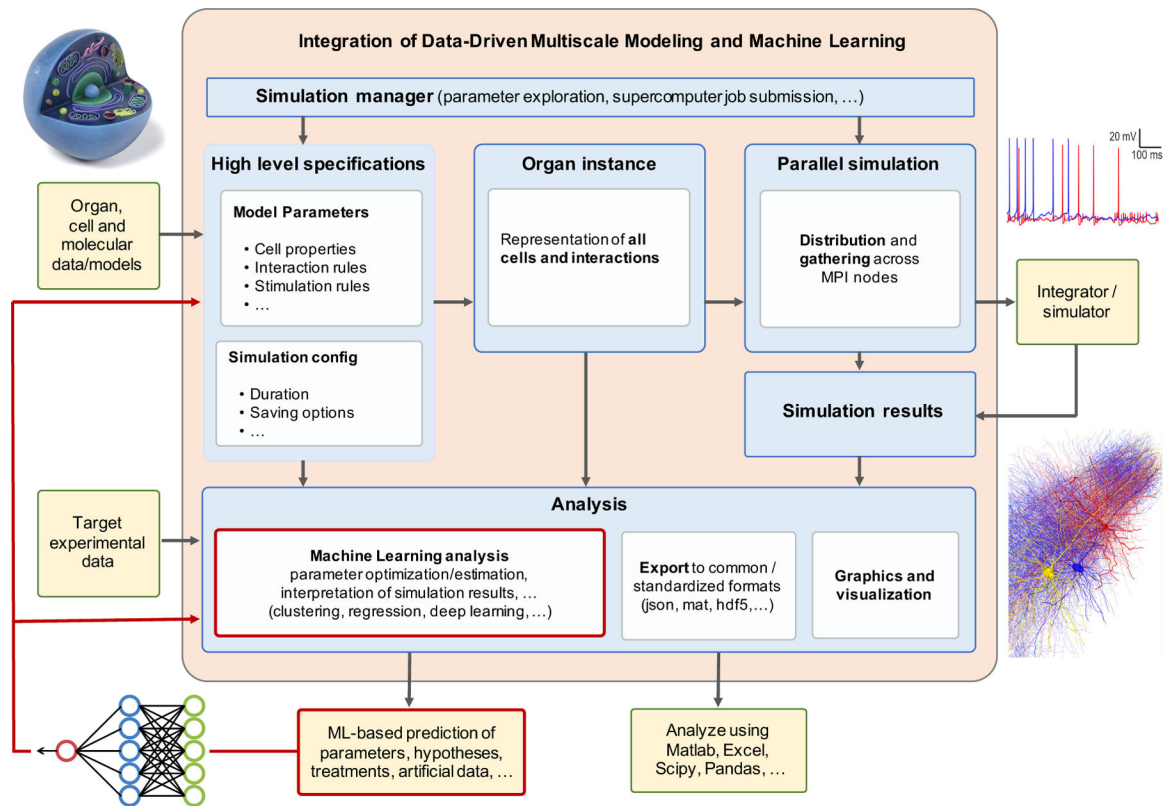 Integration of Data-Driven Multiscale Modeling and Machine Learning
Simulation manager (parameter exploration, supercomputer job submission, …)
High level specifications
Model Parameters
• Cell properties
• Interaction rules
• Stimulation rules
• …
Simulation config
• Duration
• Saving options
• …
Organ instance
Representation of all
cells and interactions
Parallel simulation
Distribution and
gathering across
MPI nodes
20 mV
100 ms
Organ,
cell and
molecular
data/models
Integrator /
simulator
Simulation results
Target
experimental
data
Analysis
Machine Learning analysis
parameter optimization/estimation,
interpretation of simulation results, …
(clustering, regression, deep learning, …)
Export to common /
standardized formats
(json, mat, hdf5,…)
Graphics and
visualization
ML-based prediction of
parameters, hypotheses,
treatments, artificial data, …
Analyze using
Matlab, Excel,
Scipy, Pandas, …